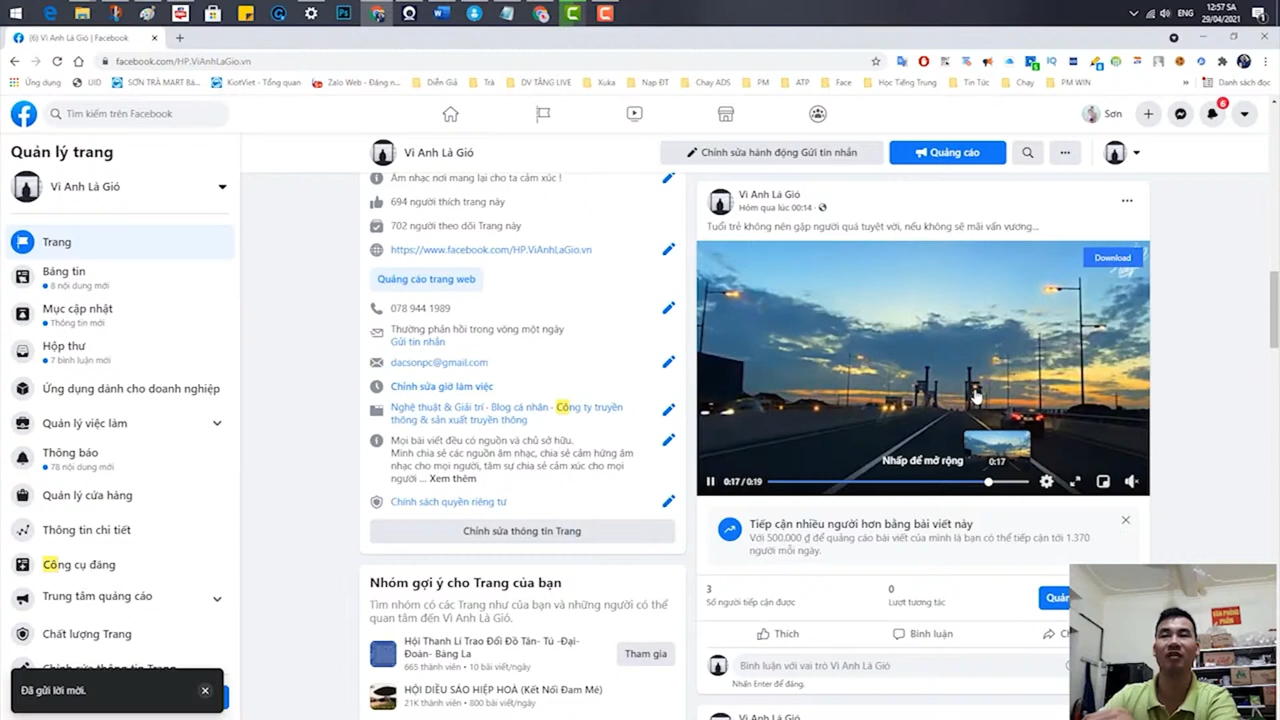 12:57 SA
ENG
29/04/2021
(6) Vì Anh Là Gió | Facebook
facebook.com/HP.ViAnhLaGio.vn
Ứng dụng
UID
SƠN TRÀ MART Bá...
KiotViet - Tổng quan
Zalo Web - Đăng n...
Diễn Giả
Trà
DV TĂNG LIVE
Xuka
Nạp ĐT
Chạy ADS
PM
ATP
Face
Học Tiếng Trung
Tin Tức
Chay
PM WIN
Danh sách đọc
Tìm kiếm trên Facebook
Sơn
6
Quản lý trang
Vì Anh Là Gió
Trang
Bảng tin
8 nội dung mới
Mục cập nhật
Thông tin mới
Hộp thư
7 bình luận mới
Ứng dụng dành cho doanh nghiệp
Quản lý việc làm
Thông báo
78 nội dung mới
Quản lý cửa hàng
Thông tin chi tiết
Công cụ đăng
Trung tâm quảng cáo
Chất lượng Trang
Chỉnh sửa thông tin Trang
Đã gửi lời mời.
Vì Anh Là Gió
Chỉnh sửa hành động Gửi tin nhắn
Quảng cáo
Âm nhạc nơi mang lại cho ta cảm xúc !
694 người thích trang này
702 người theo dõi Trang này
https://www.facebook.com/HP.ViAnhLaGio.vn
Quảng cáo trang web
078 944 1989
Thường phản hồi trong vòng một ngày
Gửi tin nhắn
dacsonpc@gmail.com
Chỉnh sửa giờ làm việc
Nghệ thuật & Giải trí · Blog cá nhân · Công ty truyền
thông & sản xuất truyền thông
Mọi bài viết đều có nguồn và chủ sở hữu.
Mình chia sẻ các nguồn âm nhạc, chia sẻ cảm hứng âm
nhạc cho mọi người, tâm sự chia sẻ cảm xúc cho mọi
người ... Xem thêm
Chính sách quyền riêng tư
Chỉnh sửa thông tin Trang
Nhóm gợi ý cho Trang của bạn
Tìm nhóm có các Trang như của bạn và những người có thể
quan tâm đến Vì Anh Là Gió.
Hội Thanh Lí Trao Đổi Đồ Tân- Tú -Đại-
Đoàn- Bảng La
665 thành viên • 10 bài viết/ngày
Tham gia
HỘI DIỀU SÁO HIỆP HOÀ (Kết Nối Đam Mê)
21K thành viên • 800 bài viết/ngày
Vì Anh Là Gió
Hôm qua lúc 00:14
Tuổi trẻ không nên gặp người quá tuyệt vời, nếu không sẽ mãi vấn vương...
Download
Nhấp để mở rộng
0:17
0:17 / 0:19
Tiếp cận nhiều người hơn bằng bài viết này
Với 500.000 ₫ để quảng cáo bài viết của mình là bạn có thể tiếp cận tới 1.370
người mỗi ngày.
3
Số người tiếp cận được
0
Lượt tương tác
Thích
Bình luận
Bình luận với vai trò Vì Anh Là Gió
Nhấn Enter để đăng.
Vì Anh Là Gió